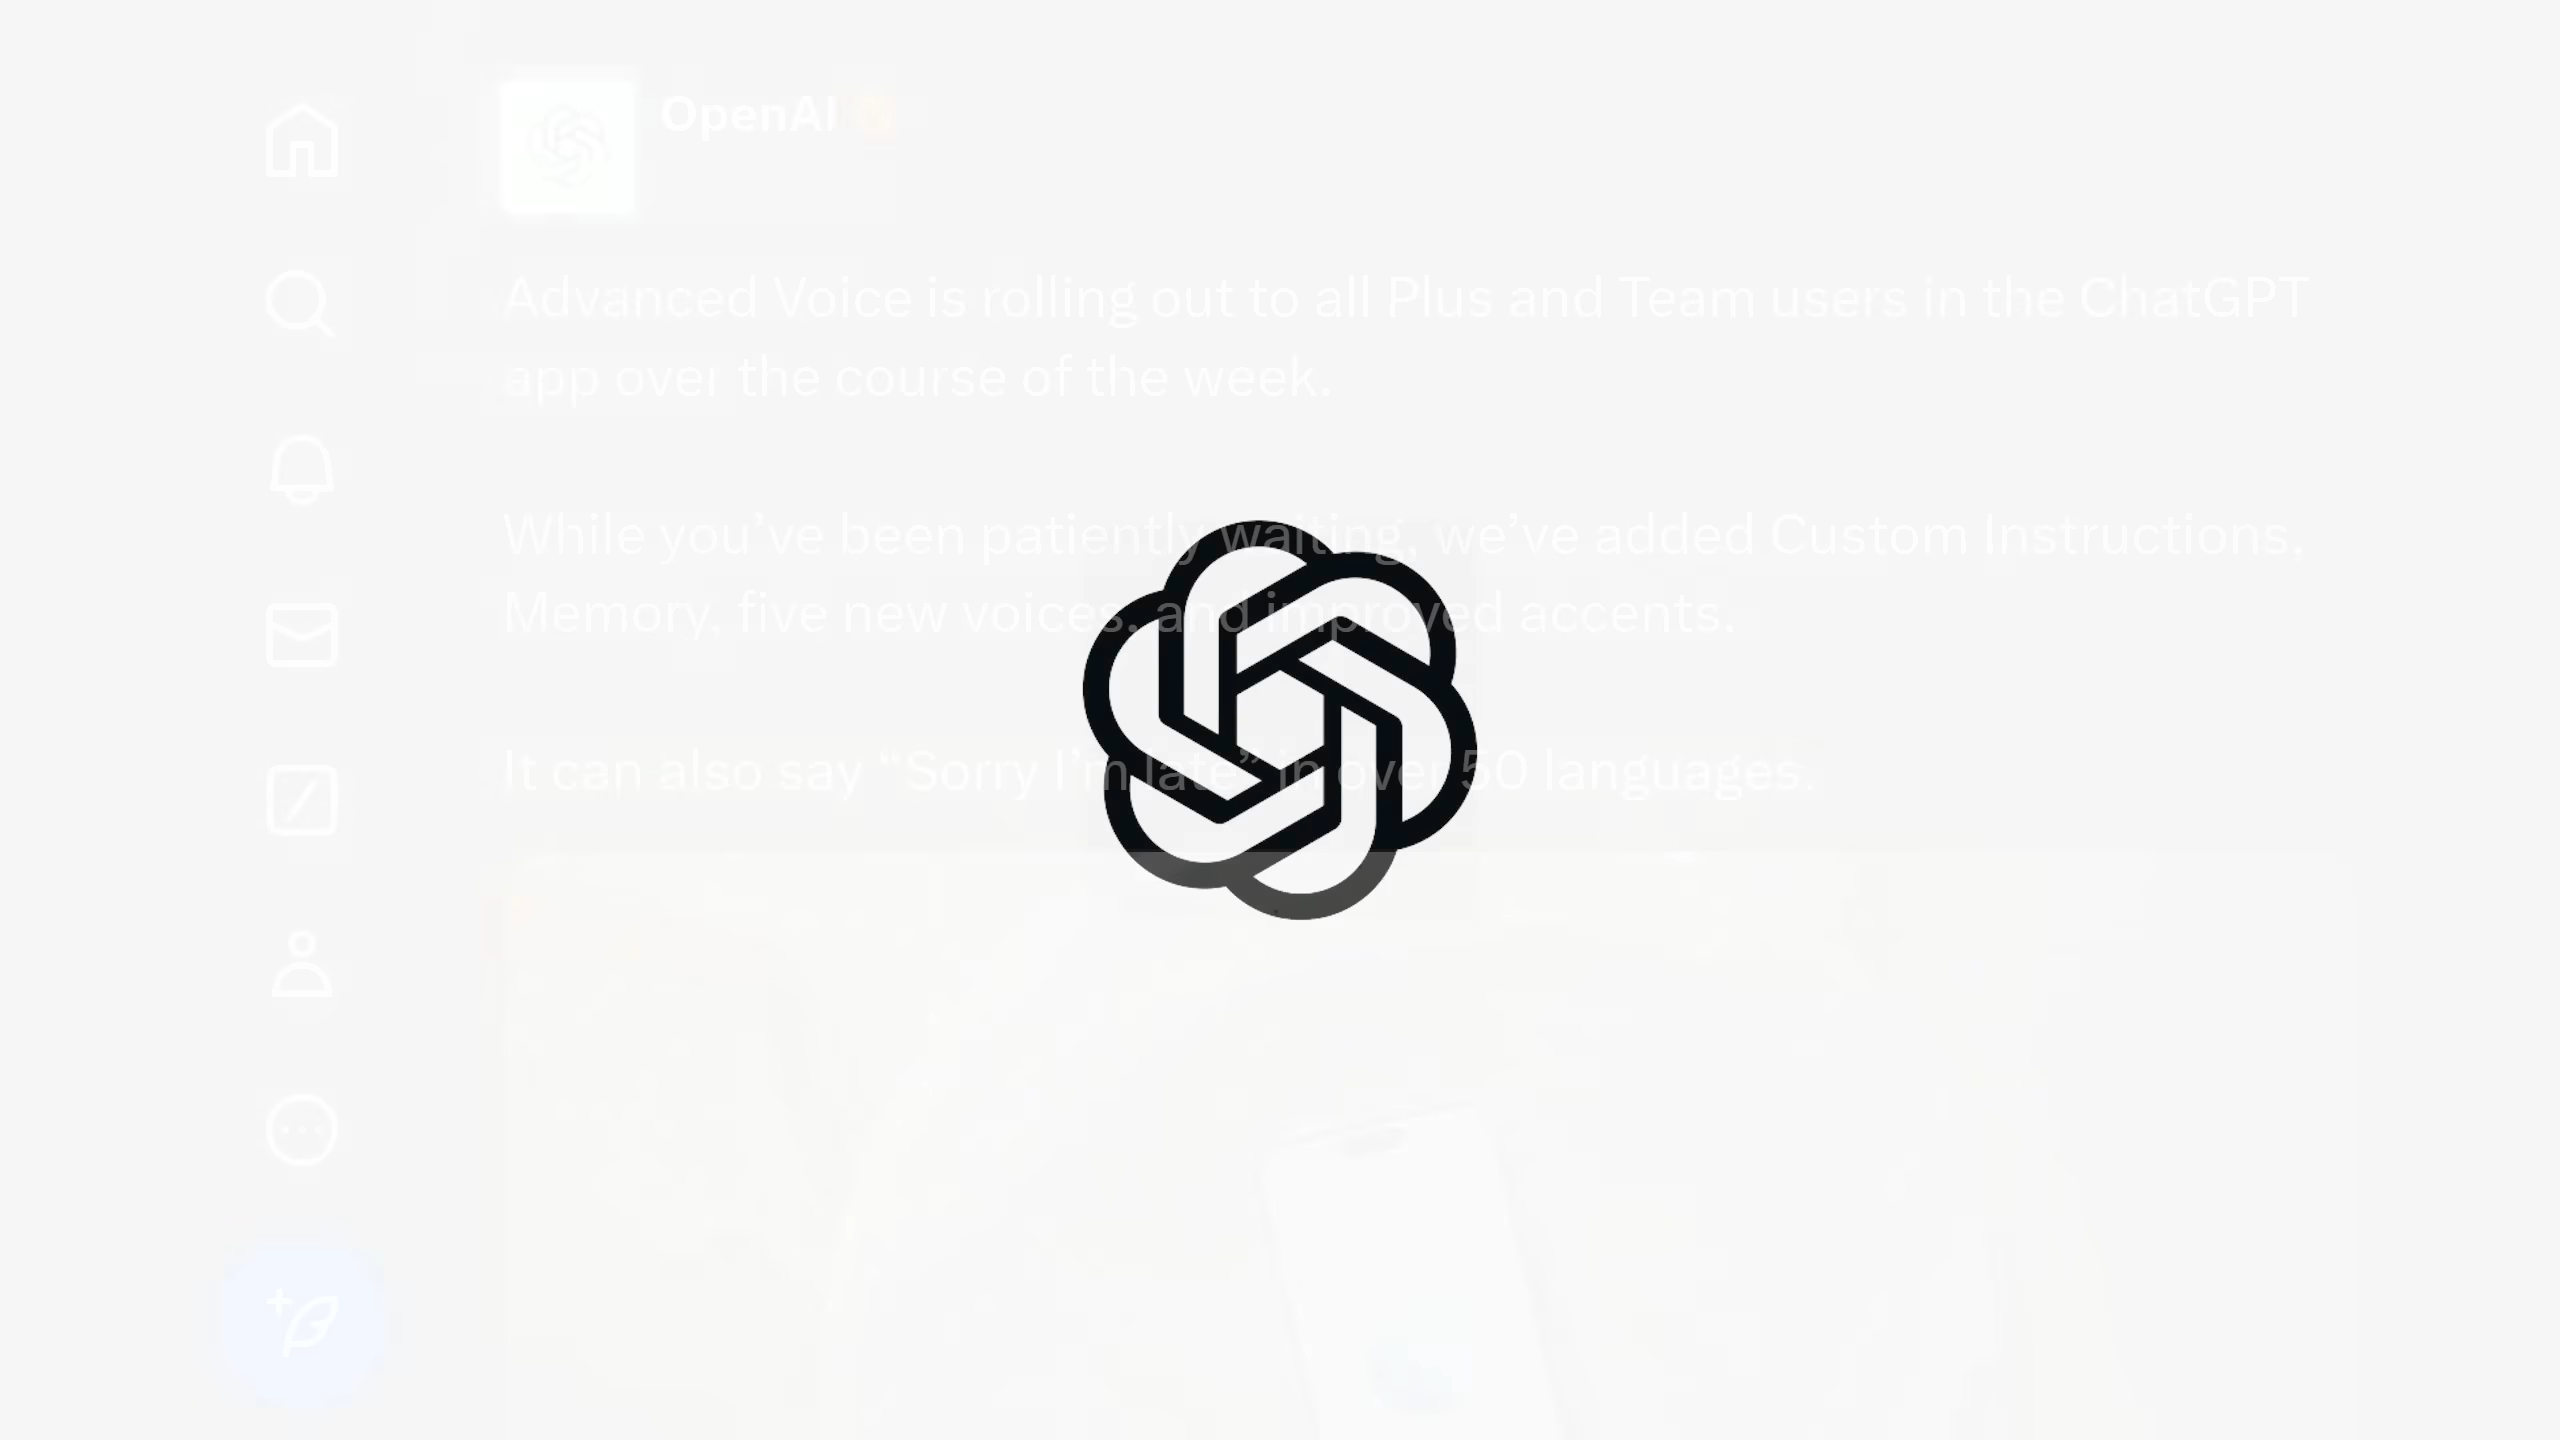 OpenAI
Advanced Voice is rolling out to all Plus and Team users in the ChatGPT
app over the course of the week.
While you’ve been patiently waiting, we’ve added Custom Instructions,
Memory, five new voices, and improved accents.
It can also say “Sorry I’m late” in over 50 languages.